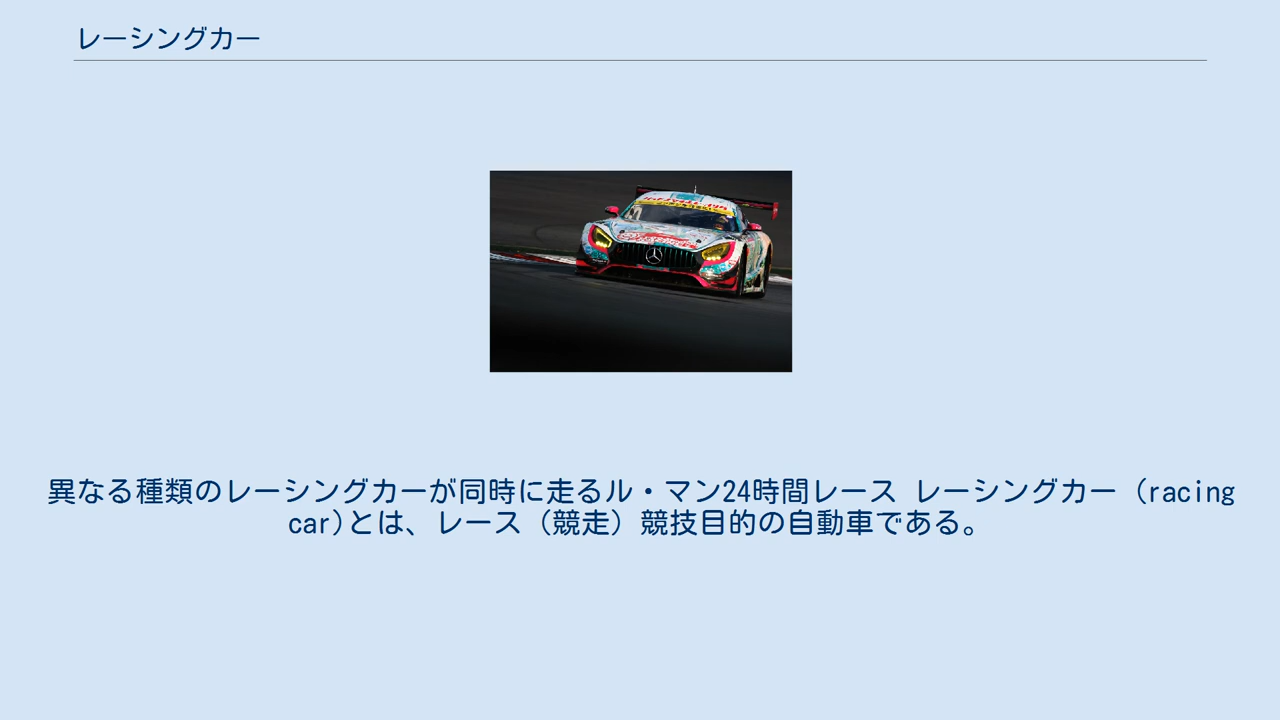 レーシングカー
異なる種類のレーシングカーが同時に走るル・マン24時間レース レーシングカー（racing
car)とは、レース（競走）競技目的の自動車である。